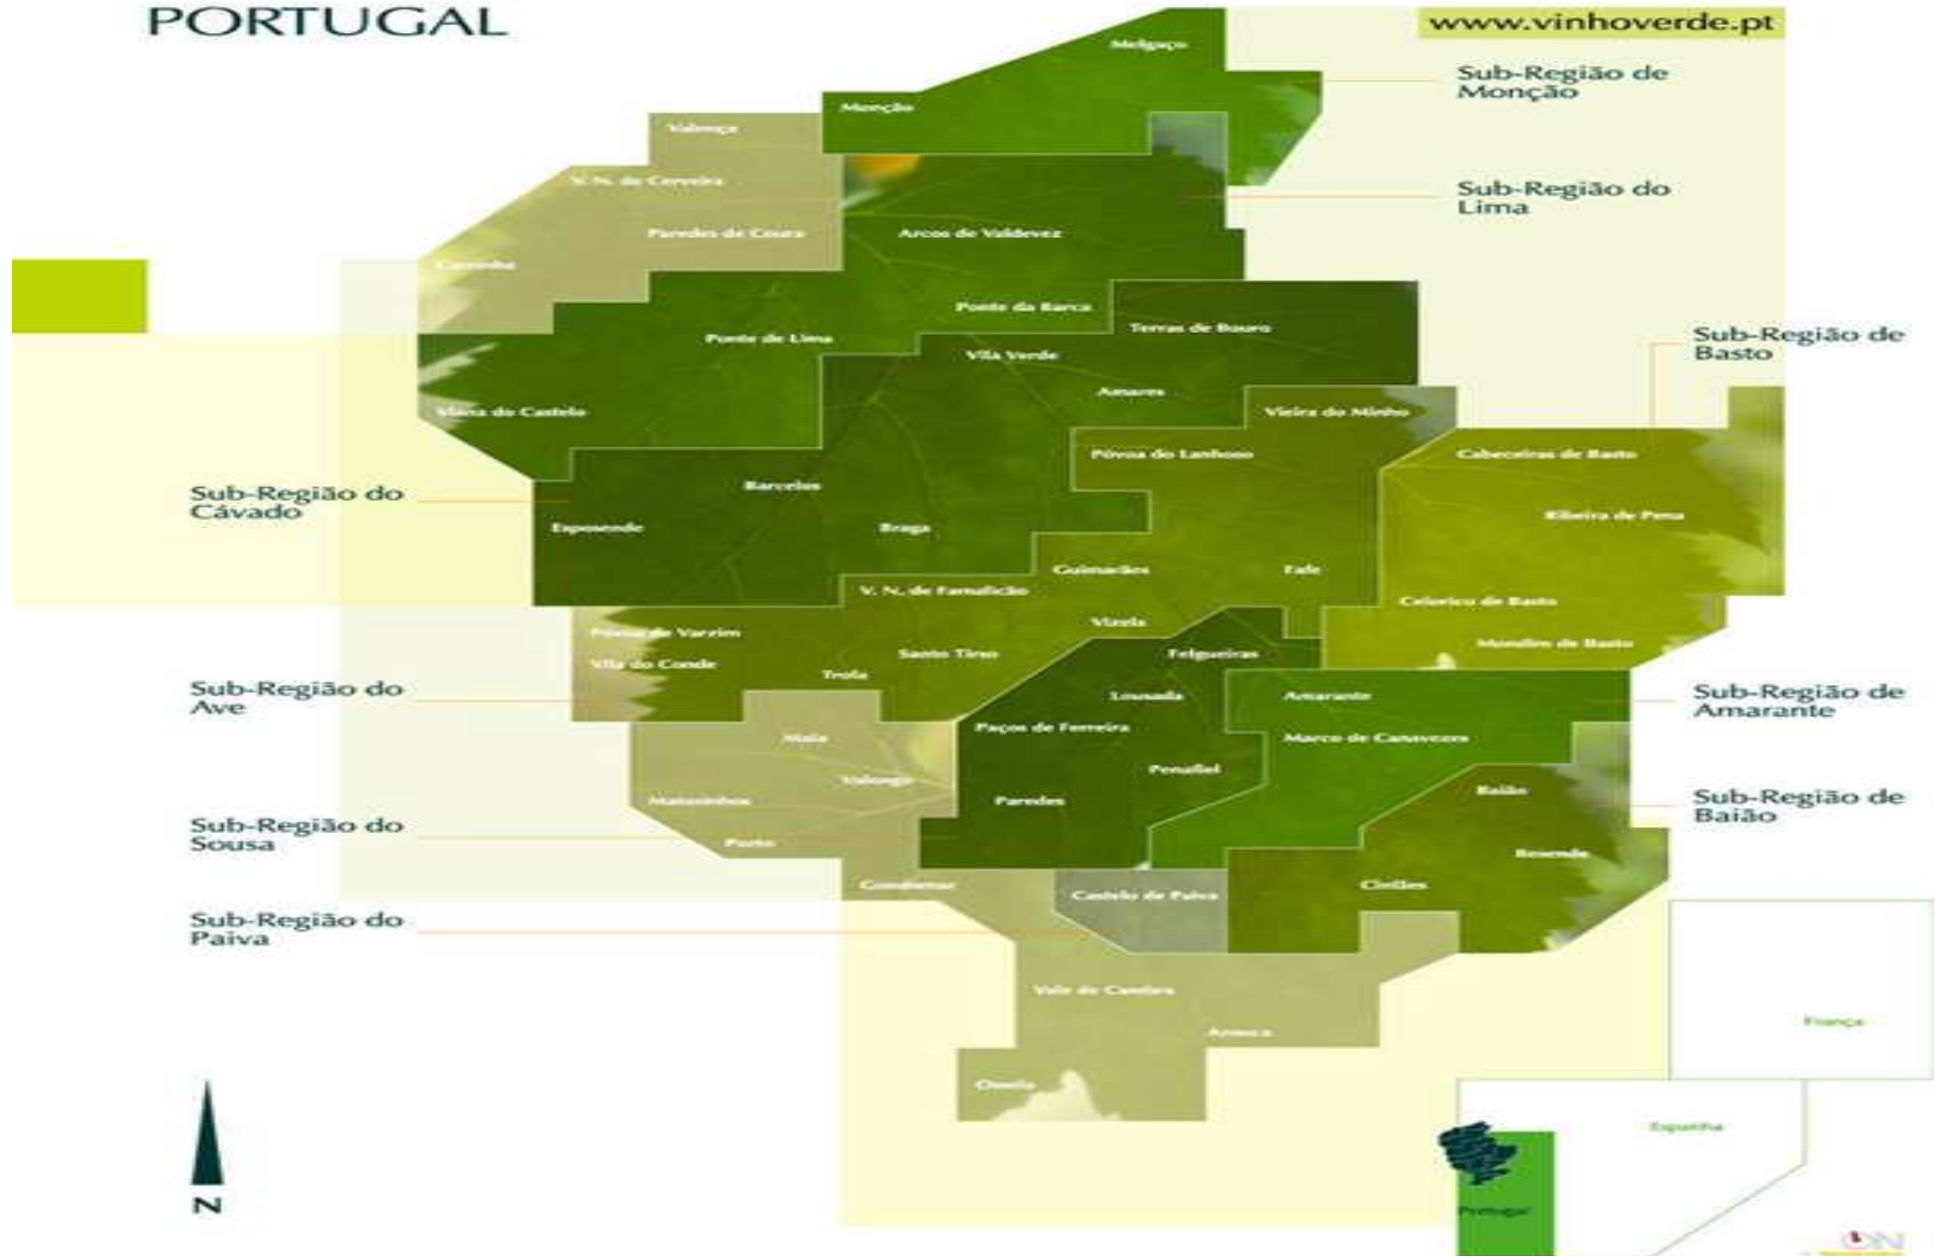 PORTUGAL
www.vinhoverde.pt
Melgaço
Sub-Região de
Monção
Monção
Valença
V. N. de Cerveira
Sub-Região do
Lima
Paredes de Coura
Arcos de Valdevez
Caminha
Ponte da Barca
Terras de Bouro
Ponte de Lima
Sub-Região de
Basto
Vila Verde
Amares
Viana do Castelo
Vieira do Minho
Póvoa do Lanhoso
Cabeceiras de Basto
Sub-Região do
Cávado
Barcelos
Ribeira de Pena
Esposende
Braga
Guimarães
Fafe
V. N. de Famalicão
Celorico de Basto
Vizela
Póvoa de Varzim
Mondim de Basto
Santo Tirso
Felgueiras
Vila do Conde
Trofa
Sub-Região do
Ave
Lousada
Amarante
Sub-Região de
Amarante
Paços de Ferreira
Maia
Marco de Canavezes
Penafiel
Valongo
Baião
Matosinhos
Paredes
Sub-Região de
Baião
Sub-Região do
Sousa
Porto
Resende
Gondomar
Castelo de Paiva
Cinfães
Sub-Região do
Paiva
Vale de Cambra
Arouca
França
Espanha
N
Portugal
ON